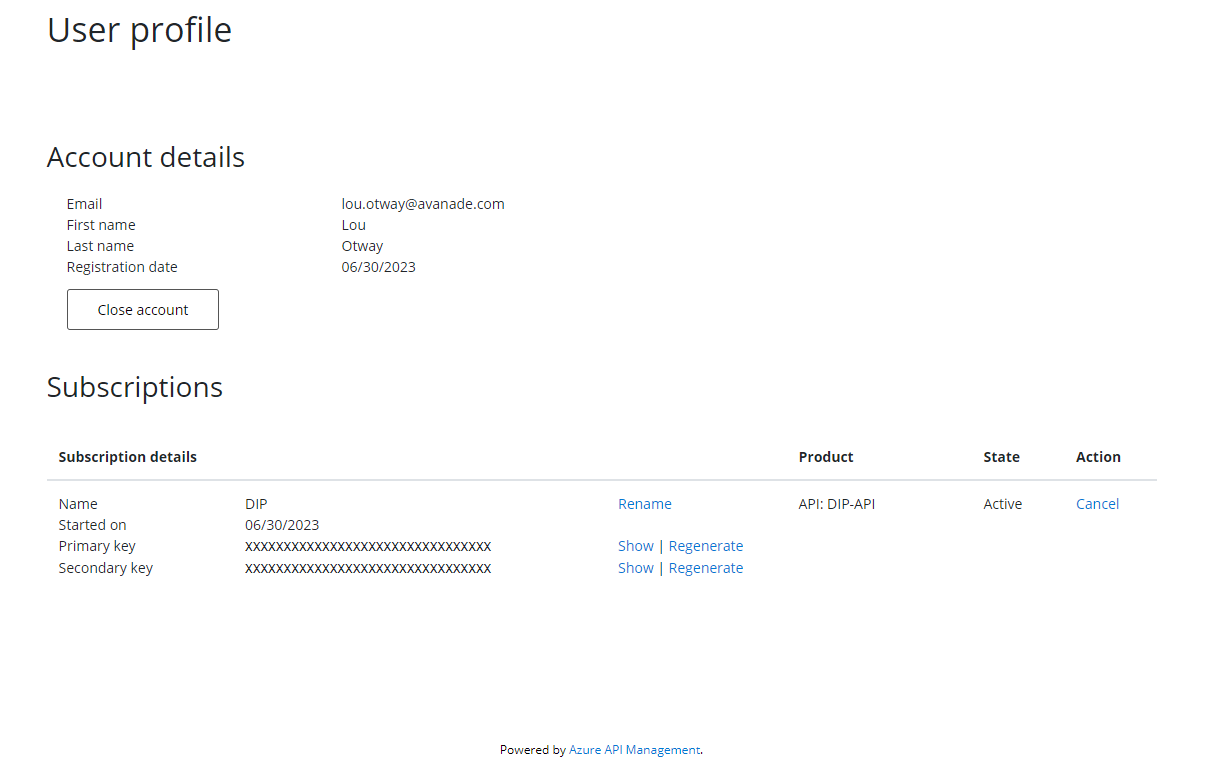 User profile
Account details
Email lou.otway@avanade.com
First name Lou
Last name Otway
Registration date 06/30/2023
Close account
Subscriptions
Subscription details Product State Action
Name DIP Rename API: DIP-API Active Cancel
Started on 06/30/2023
Primary key XXXXXXXXXXXXXXXXXXXXXXXXXXXXXXXX Show | Regenerate
Secondary key XXXXXXXXXXXXXXXXXXXXXXXXXXXXXXXX Show | Regenerate
Powered by Azure API Management.